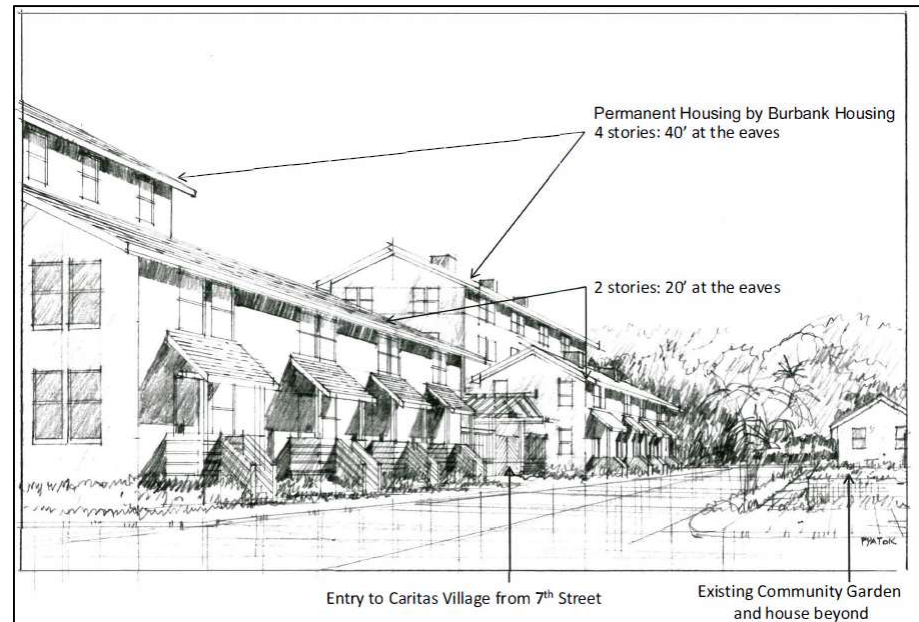 Permanent Housing by Burbank Housing
4 stories: 40' at the eaves
2 stories: 20' at the eaves
PYATOK
Entry to Caritas Village from 7th Street
Existing Community Garden
and house beyond